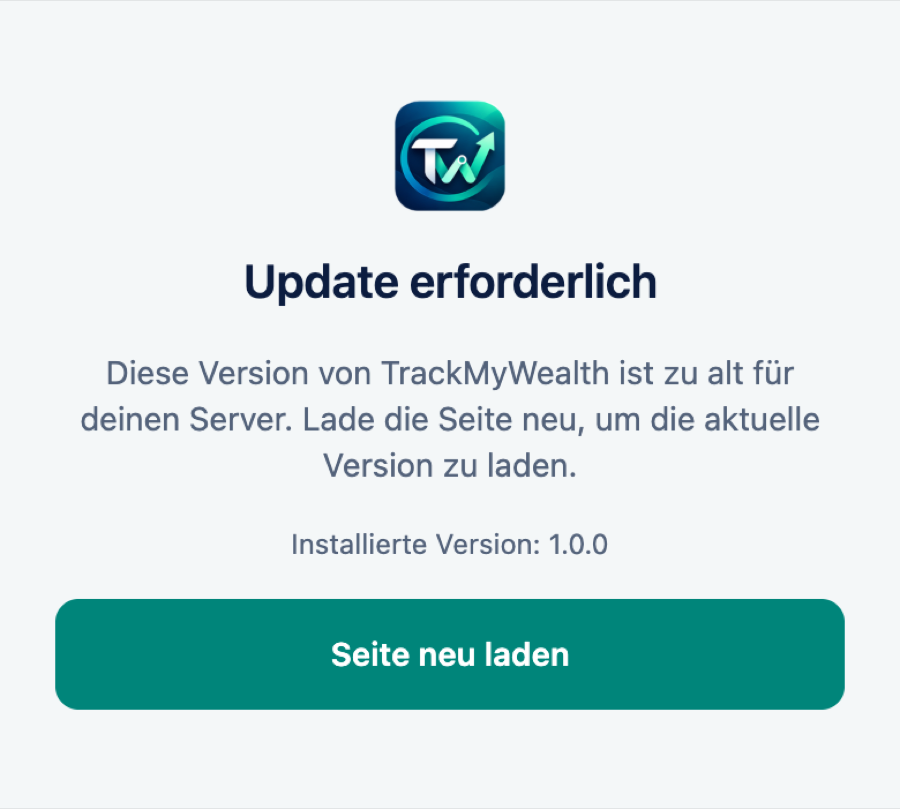 TW
Update erforderlich
Diese Version von TrackMyWealth ist zu alt für
deinen Server. Lade die Seite neu, um die aktuelle
Version zu laden.
Installierte Version: 1.0.0
Seite neu laden